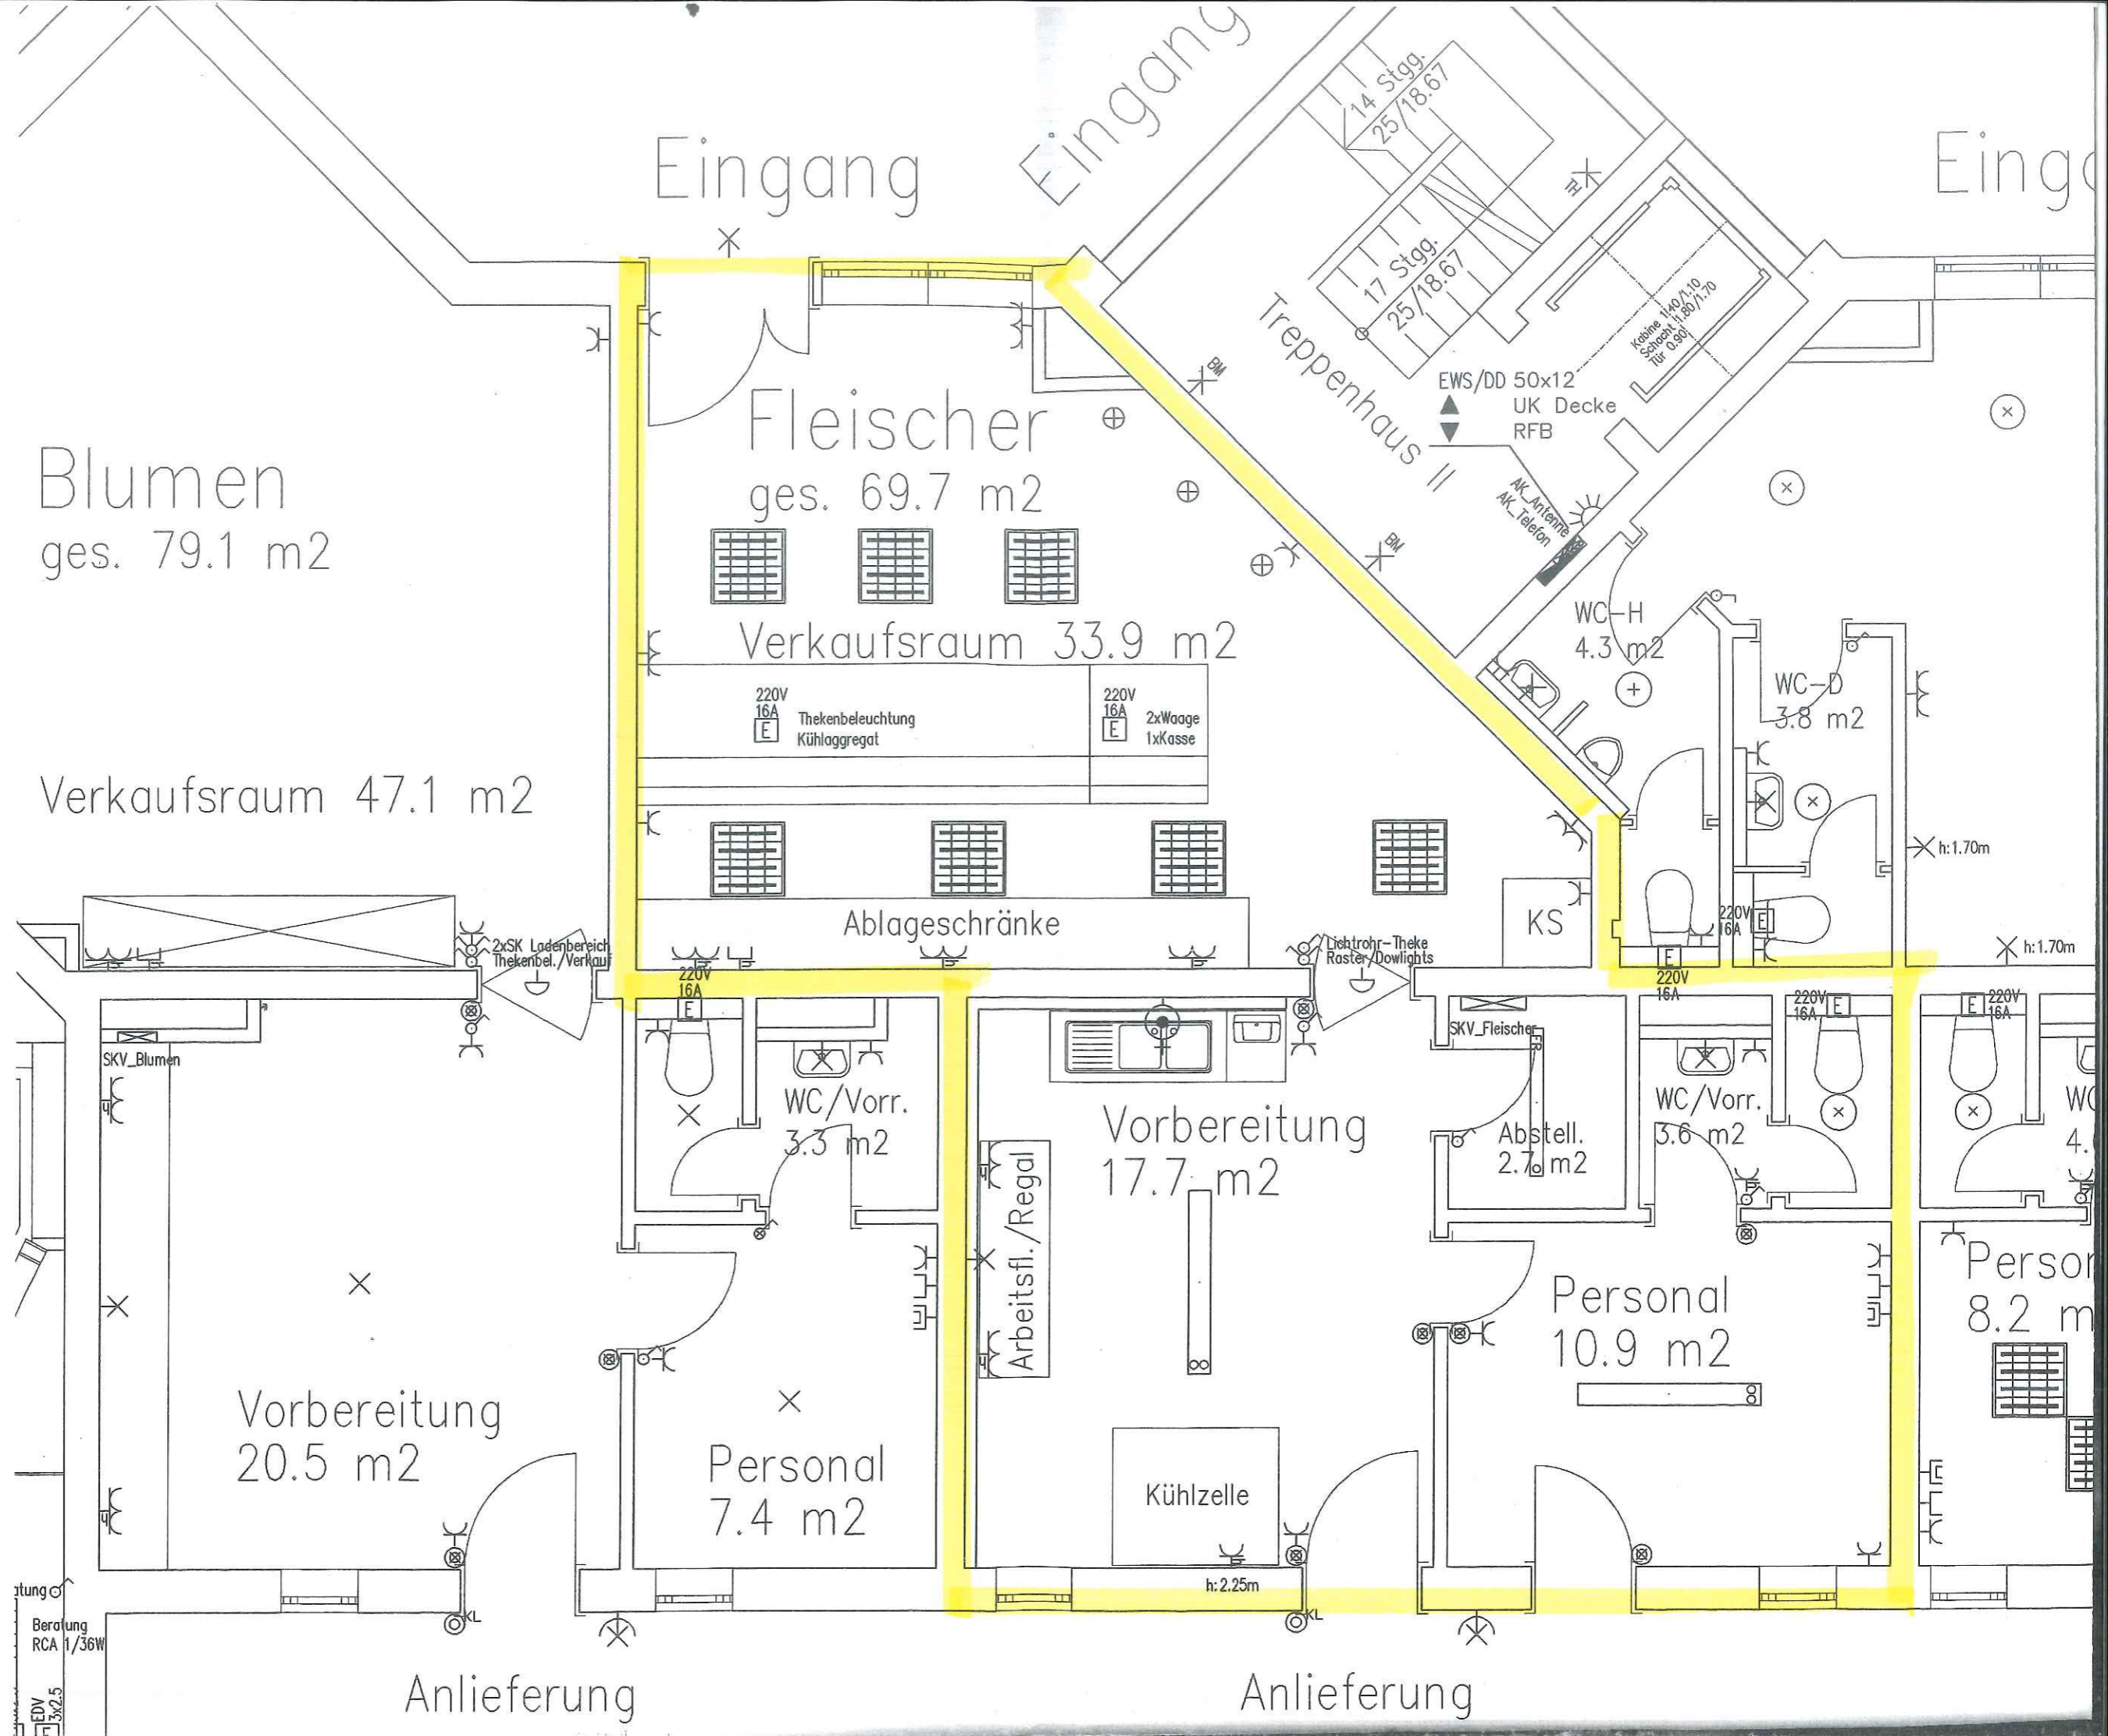 Eingang
Eingang
14 Stgg.
25/18.67
17 Stgg.
25/18.67
TH
Kabine 1.40/1.10
Schacht 1.80/1.70
Tür 0.90
Treppenhaus II
BM
BM
EWS/DD 50x12
UK Decke
RFB
AK_Antenne
AK_Telefon
Blumen
ges. 79.1 m2
Verkaufsraum 47.1 m2
Fleischer
ges. 69.7 m2
Verkaufsraum 33.9 m2
220V
16A
E
Thekenbeleuchtung
Kühlaggregat
220V
16A
E
2xWaage
1xKasse
WC-H
4.3 m2
WC-D
3.8 m2
h:1.70m
h:1.70m
Ablageschränke
KS
2xSK Ladenbereich
Thekenbel./Verkauf
Lichtrohr-Theke
Raster/Dowlights
220V
16A
E
220V
16A
E
E
220V
16A
220V
16A
E
E
220V
16A
SKV_Blumen
SKV_Fleischer
WC/Vorr.
3.3 m2
Vorbereitung
17.7 m2
Arbeitsfl./Regal
Abstell.
2.7 m2
WC/Vorr.
3.6 m2
Personal
10.9 m2
8.2 m
Vorbereitung
20.5 m2
Personal
7.4 m2
Kühlzelle
h:2.25m
KL
KL
Beratung
RCA 1/36W
EDV
3x2.5
Anlieferung
Anlieferung